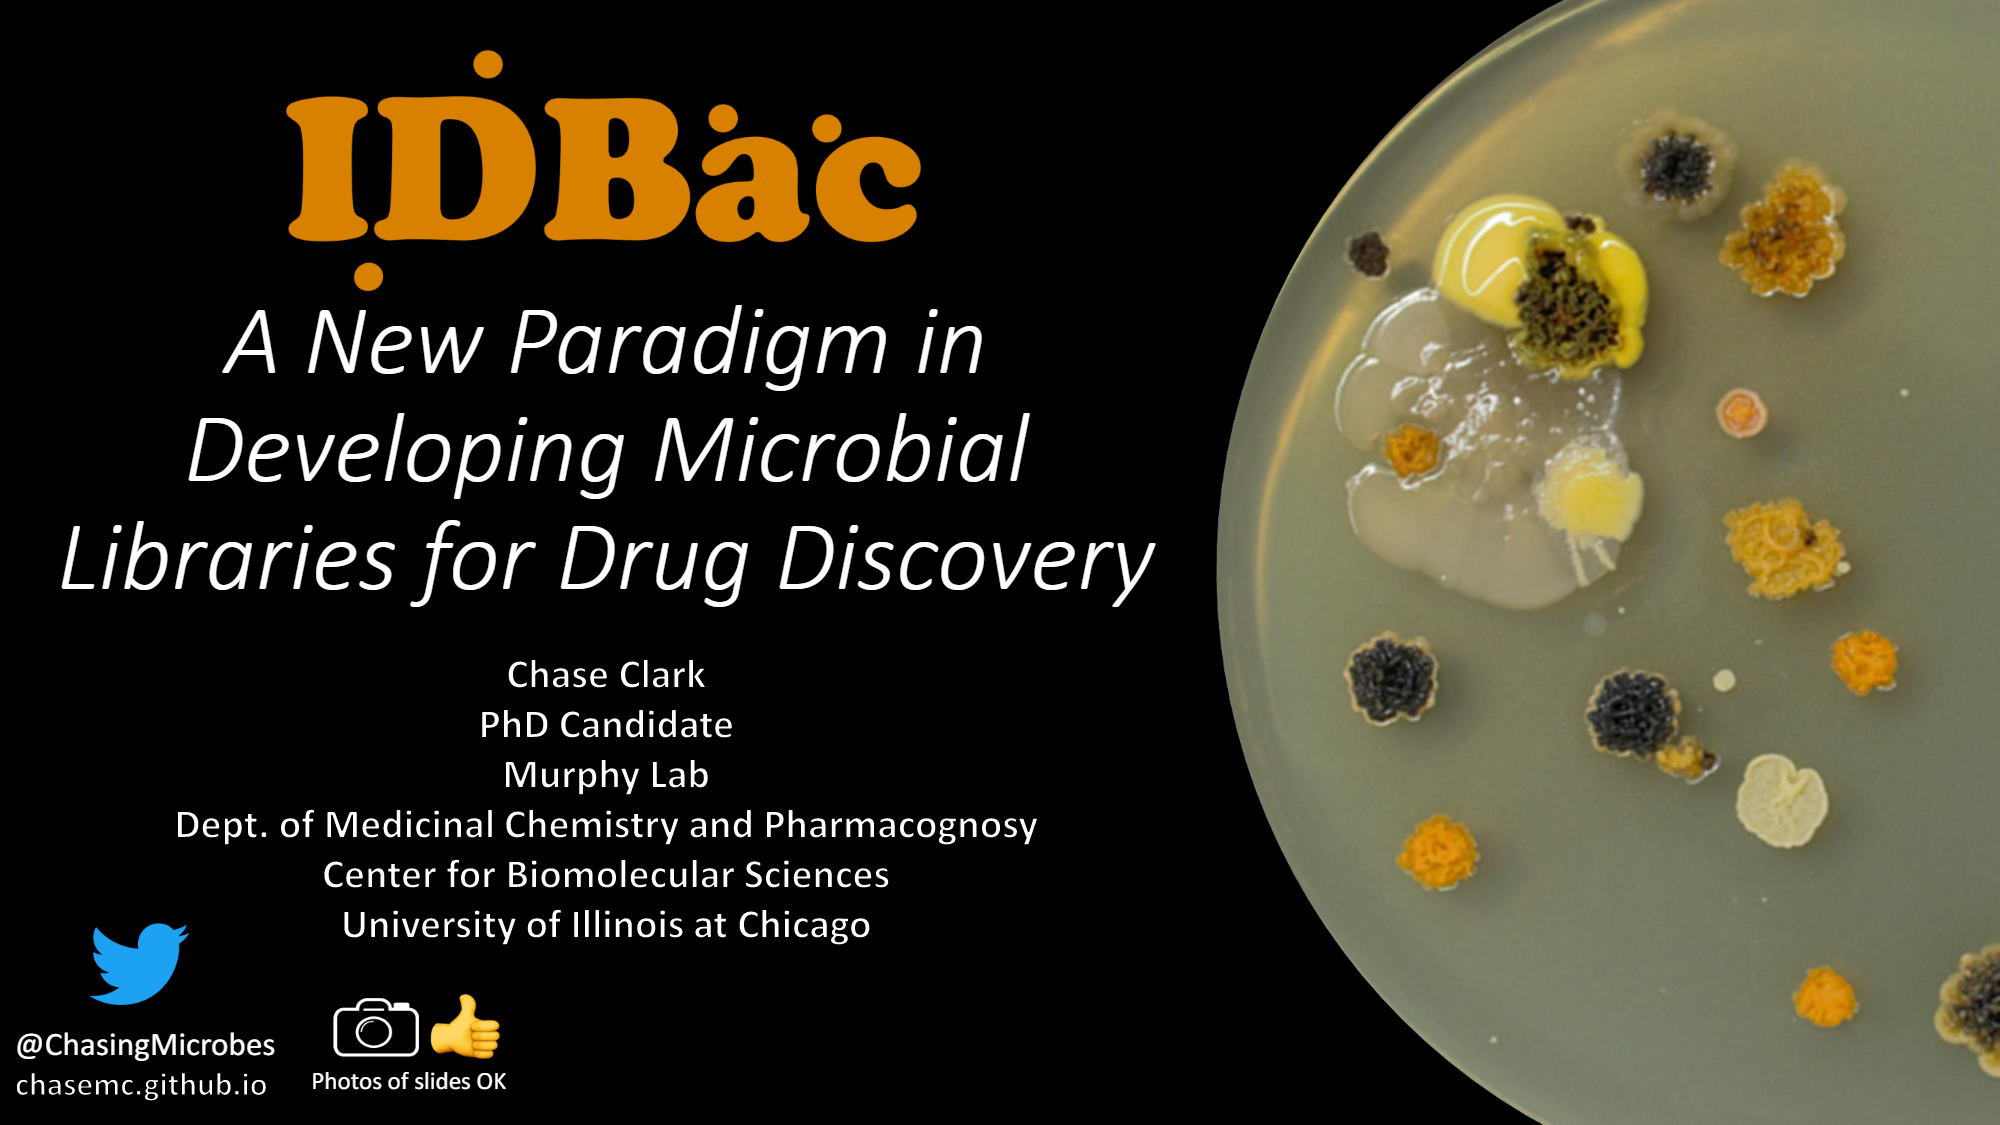 IDBac
A New Paradigm in
Developing Microbial
Libraries for Drug Discovery
Chase Clark
PhD Candidate
Murphy Lab
Dept. of Medicinal Chemistry and Pharmacognosy
Center for Biomolecular Sciences
University of Illinois at Chicago
@ChasingMicrobes
chasemc.github.io
Photos of slides OK